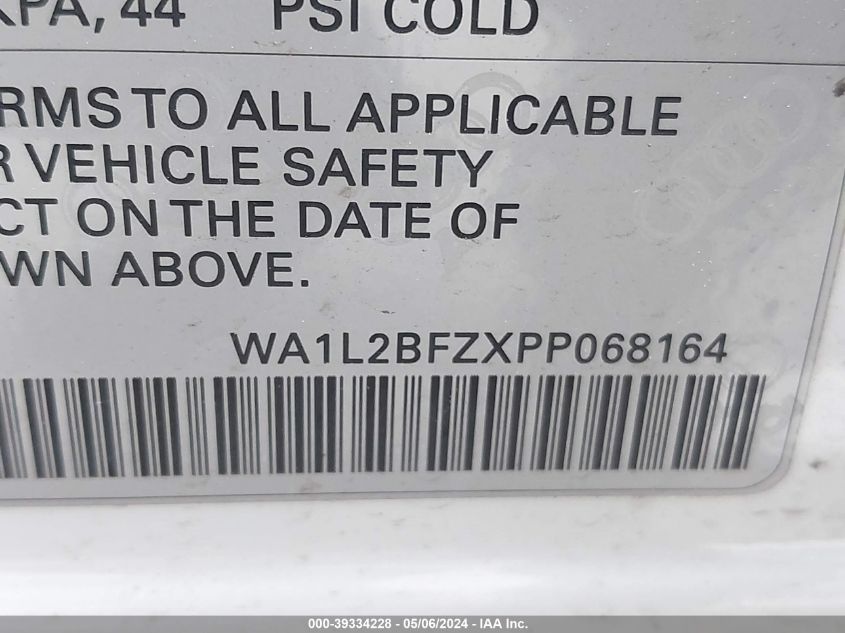 KPA, 44 PSI COLD
RMS TO ALL APPLICABLE
R VEHICLE SAFETY
CT ON THE DATE OF
WN ABOVE.
WA1L2BFZXPP068164
000-39334228 - 05/06/2024 - IAA Inc.